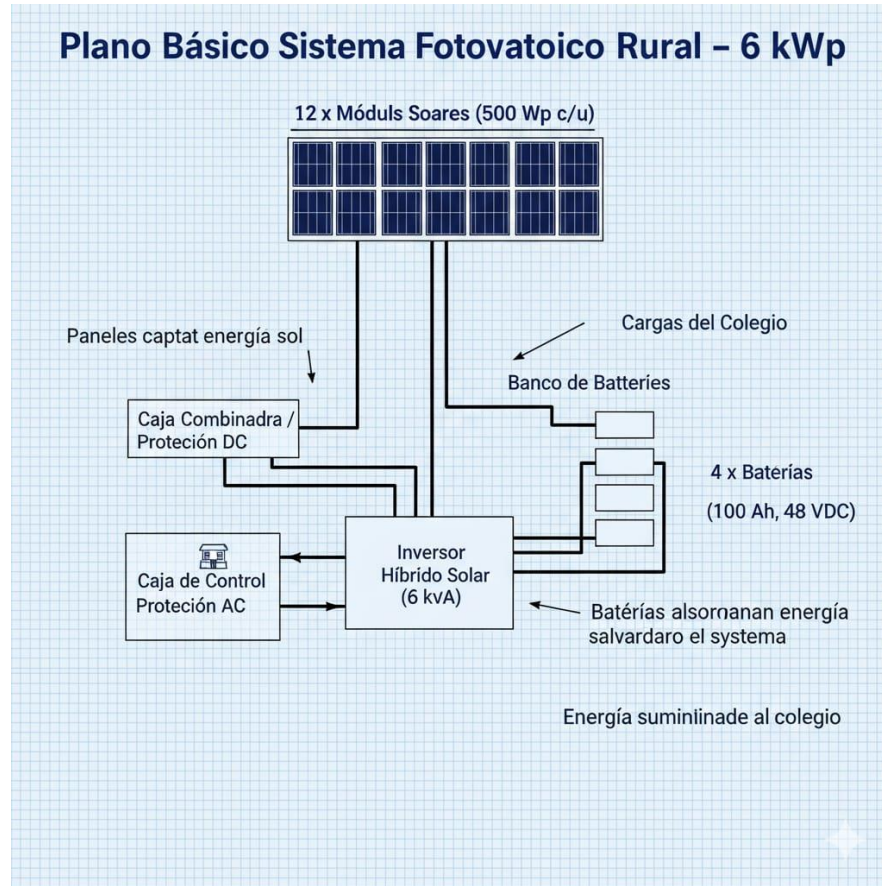 Plano Básico Sistema Fotovatoico Rural – 6 kWp
12 x Móduls Soares (500 Wp c/u)
Paneles captat energía sol
Cargas del Colegio
Banco de Batteríes
Caja Combinadra /
Proteción DC
4 x Baterías
(100 Ah, 48 VDC)
Inversor
Híbrido Solar
(6 kvA)
Caja de Control
Proteción AC
Batérías alsornanan energía
salvardaro el systema
Energía suminiinade al colegio